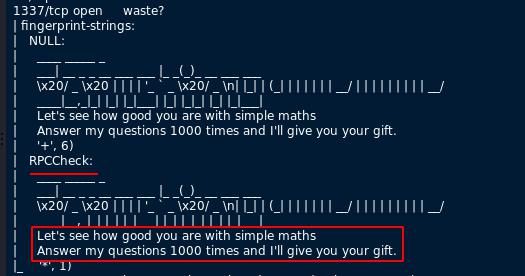 1337/tcp open     waste?
| fingerprint-strings:
|   NULL:
|     ____ _____ _
|     ___| __ _ _ __ ___ ___ |_ _(_)_ __ ___ ___
|     \x20/ _ \x20 | | | | '_ ` _ \x20/ _ \n| |_| | (_| | | | | | | __/ | | | | | | | | | __/
|     ____|__,_|_| |_| |_|___| |_| |_|_| |_| |_|___|
|     Let's see how good you are with simple maths
|     Answer my questions 1000 times and I'll give you your gift.
|     '+', 6)
|   RPCCheck:
|     ____ _____ _
|     ___| __ _ _ __ ___ ___ |_ _(_)_ __ ___ ___
|     \x20/ _ \x20 | | | | '_ ` _ \x20/ _ \n| |_| | (_| | | | | | | __/ | | | | | | | | | __/
|     Let's see how good you are with simple maths
|     Answer my questions 1000 times and I'll give you your gift.
|_    '*', 1)